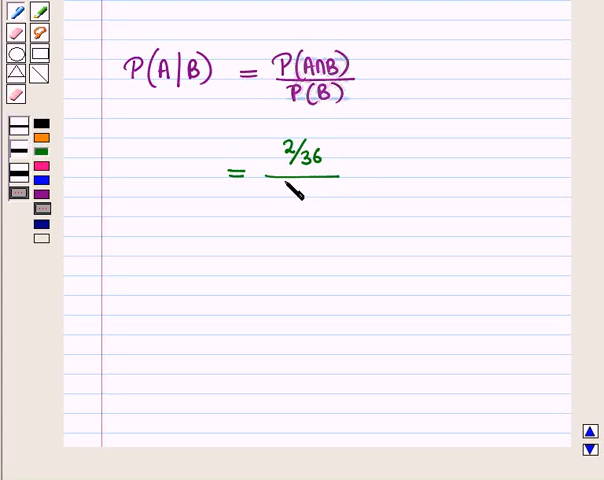 P(A|B) = P(A∩B)/P(B)
= 2/36